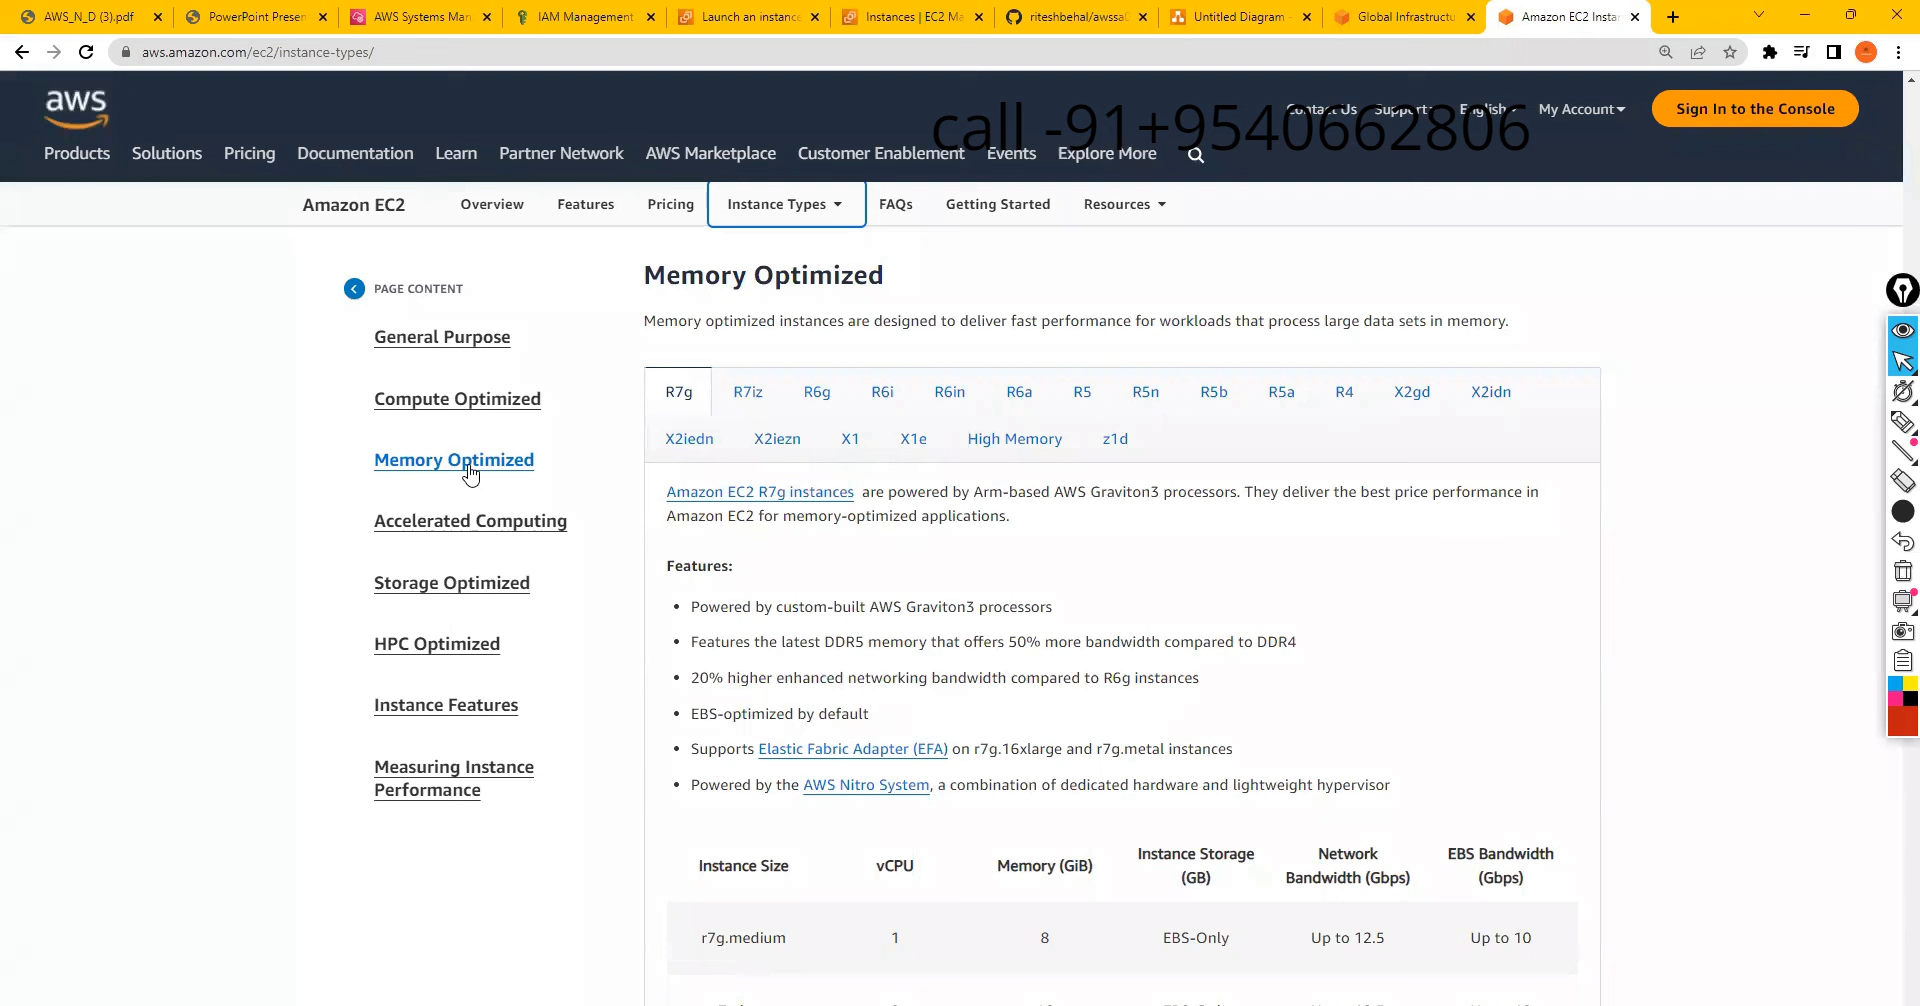 AWS_N_D (3).pdf
PowerPoint Presen
AWS Systems Man
IAM Management
Launch an instance
Instances | EC2 Ma
riteshbehal/awssa
Untitled Diagram
Global Infrastructu
Amazon EC2 Insta
aws.amazon.com/ec2/instance-types/
aws
Contact Us Support English My Account Sign In to the Console
call -91+9540662806
Products Solutions Pricing Documentation Learn Partner Network AWS Marketplace Customer Enablement Events Explore More
Amazon EC2 Overview Features Pricing Instance Types FAQs Getting Started Resources
PAGE CONTENT
General Purpose
Compute Optimized
Memory Optimized
Accelerated Computing
Storage Optimized
HPC Optimized
Instance Features
Measuring Instance
Performance
Memory Optimized
Memory optimized instances are designed to deliver fast performance for workloads that process large data sets in memory.
R7g R7iz R6g R6i R6in R6a R5 R5n R5b R5a R4 X2gd X2idn
X2iedn X2iezn X1 X1e High Memory z1d
Amazon EC2 R7g instances are powered by Arm-based AWS Graviton3 processors. They deliver the best price performance in
Amazon EC2 for memory-optimized applications.
Features:
• Powered by custom-built AWS Graviton3 processors
• Features the latest DDR5 memory that offers 50% more bandwidth compared to DDR4
• 20% higher enhanced networking bandwidth compared to R6g instances
• EBS-optimized by default
• Supports Elastic Fabric Adapter (EFA) on r7g.16xlarge and r7g.metal instances
• Powered by the AWS Nitro System, a combination of dedicated hardware and lightweight hypervisor
Instance Size vCPU Memory (GiB) Instance Storage (GB) Network Bandwidth (Gbps) EBS Bandwidth (Gbps)
r7g.medium 1 8 EBS-Only Up to 12.5 Up to 10